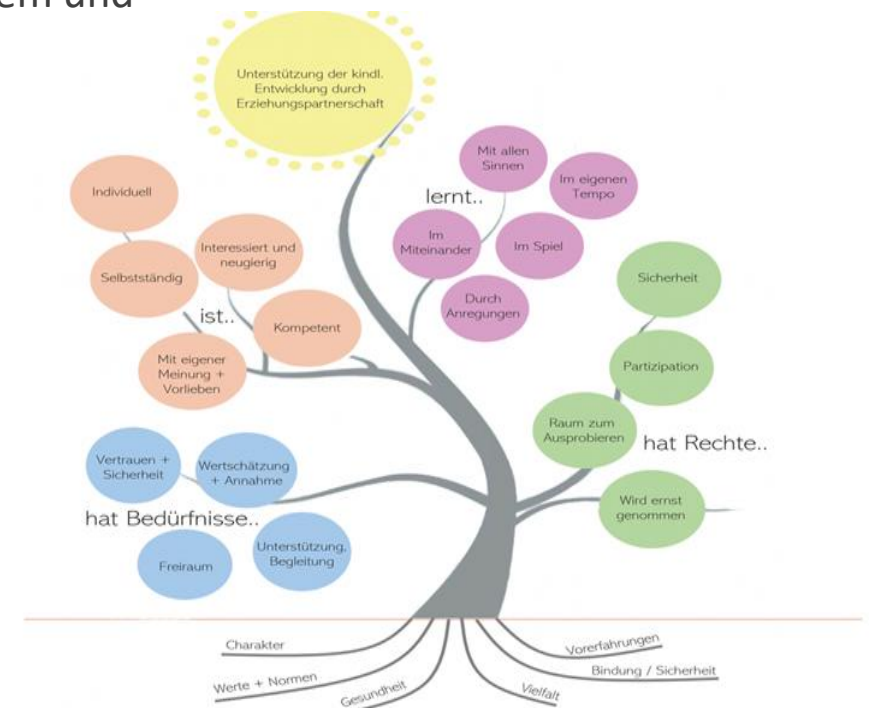 Unterstützung der kindl.
Entwicklung durch
Erziehungspartnerschaft
Individuell
Selbstständig
Interessiert und
neugierig
ist..
Kompetent
Mit eigener
Meinung +
Vorlieben
lernt..
Mit allen
Sinnen
Im eigenen
Tempo
Im
Miteinander
Im Spiel
Durch
Anregungen
Sicherheit
Partizipation
Raum zum
Ausprobieren
hat Rechte..
Wird ernst
genommen
Vertrauen +
Sicherheit
Wertschätzung
+ Annahme
hat Bedürfnisse..
Freiraum
Unterstützung,
Begleitung
Charakter
Werte + Normen
Gesundheit
Vielfalt
Bindung / Sicherheit
Vorerfahrungen